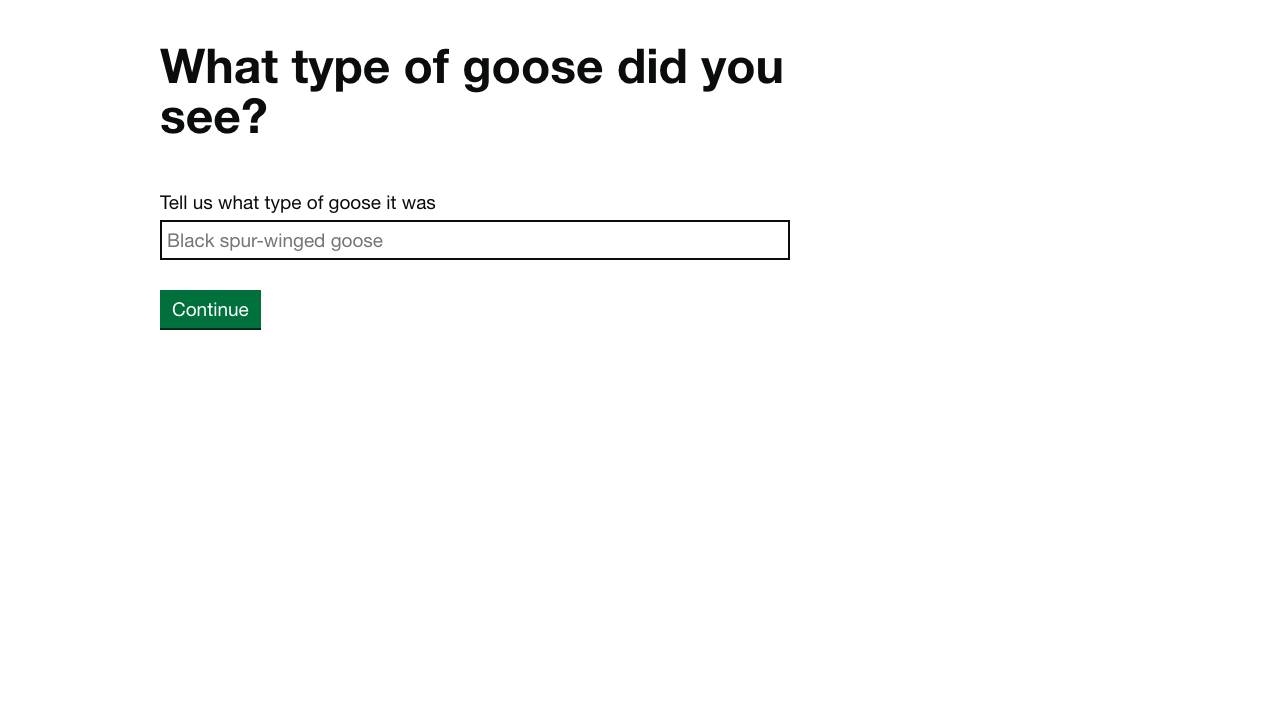 What type of goose did you
see?
Tell us what type of goose it was
Black spur-winged goose
Continue